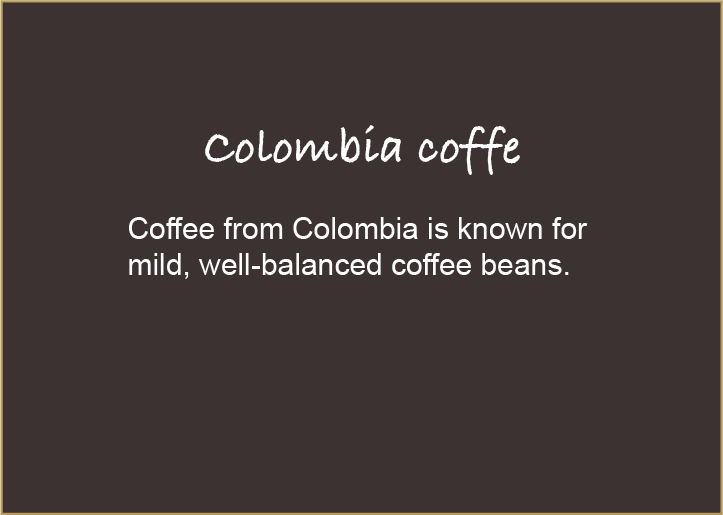 Colombia coffe
Coffee from Colombia is known for
mild, well-balanced coffee beans.